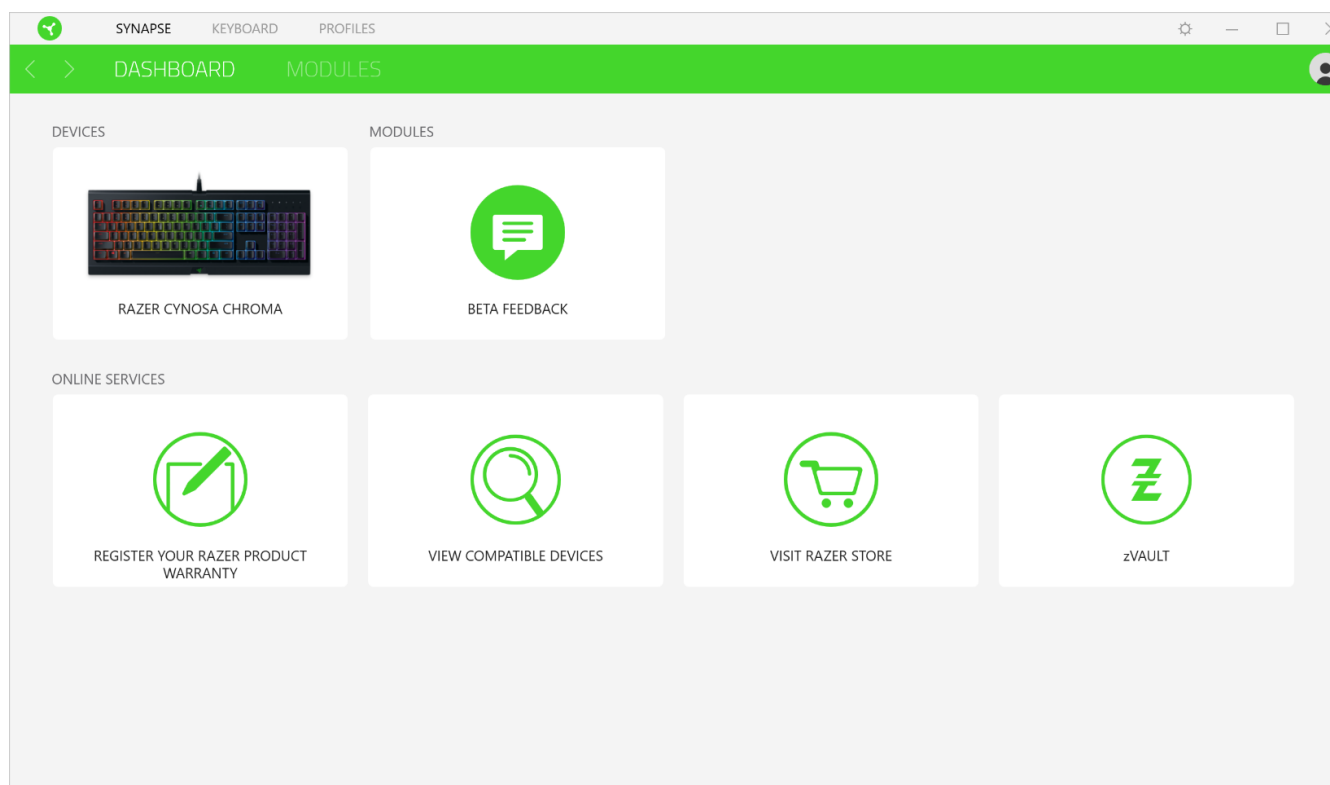 SYNAPSE KEYBOARD PROFILES
DASHBOARD MODULES
DEVICES MODULES
RAZER CYNOSA CHROMA BETA FEEDBACK
ONLINE SERVICES
REGISTER YOUR RAZER PRODUCT
WARRANTY
VIEW COMPATIBLE DEVICES
VISIT RAZER STORE
zVAULT